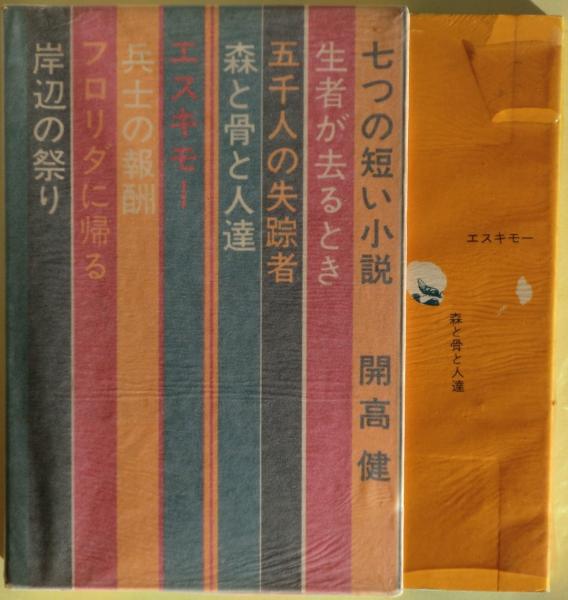 七つの短い小説　開高健
生者が去るとき
五千人の失踪者
森と骨と人達
エスキモー
兵士の報酬
フロリダに帰る
岸辺の祭り
エスキモー
森と骨と人達